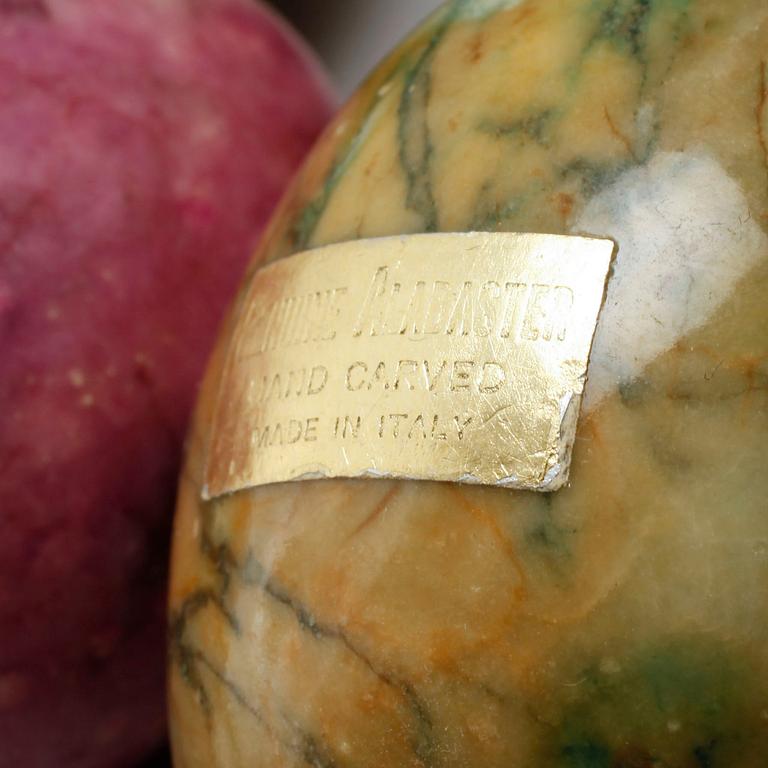 GENUINE ALABASTER
HAND CARVED
MADE IN ITALY